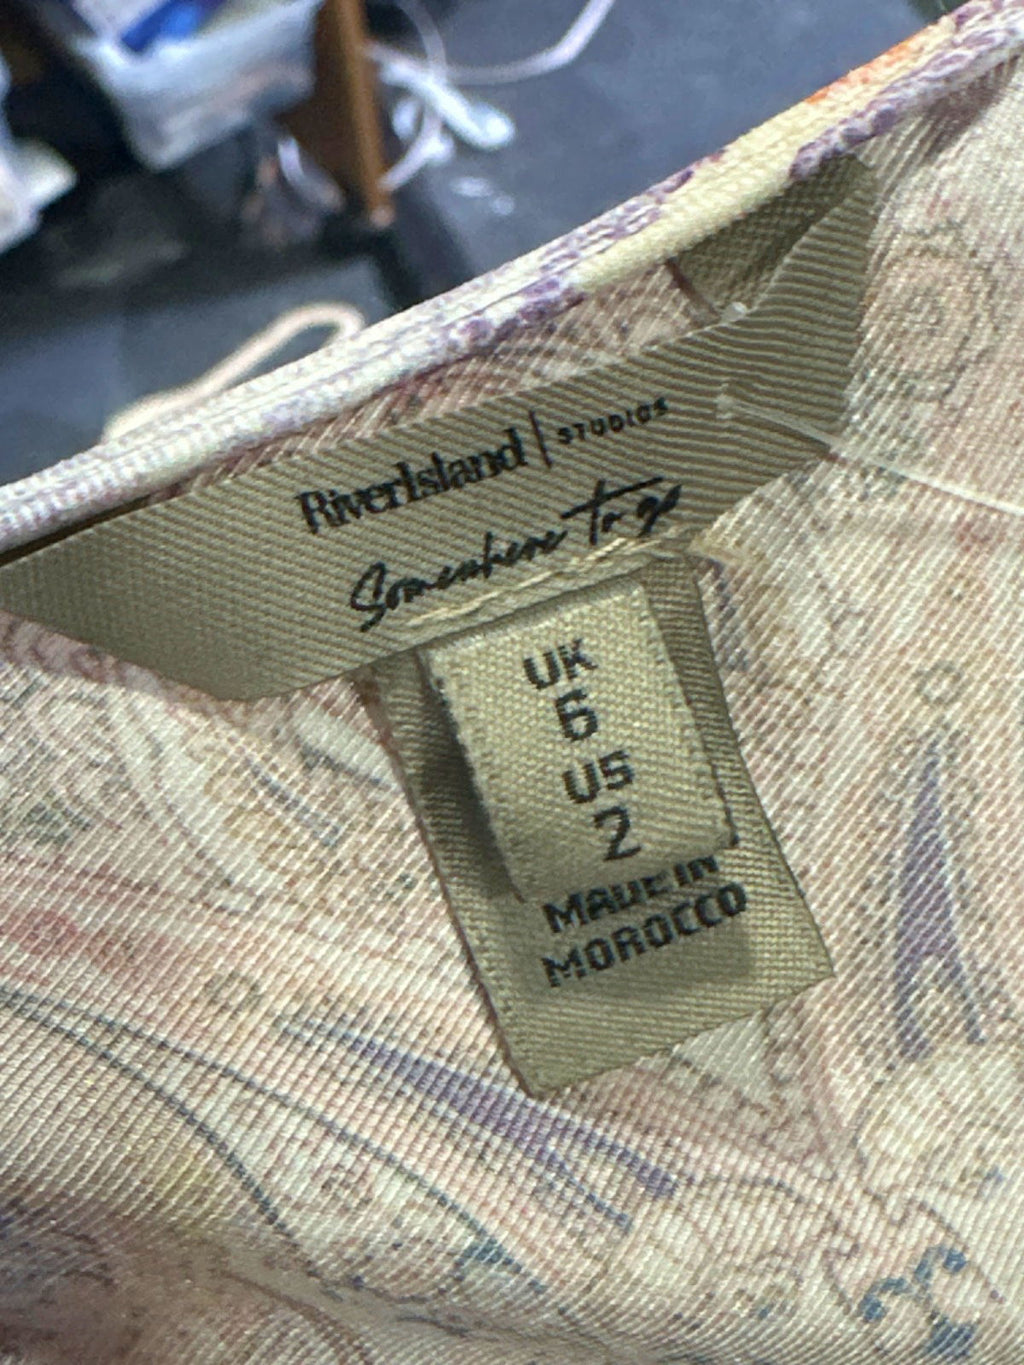 RiverIsland | STUDIOS
Somewhere to go
UK
6
US
2
MADE IN
MOROCCO